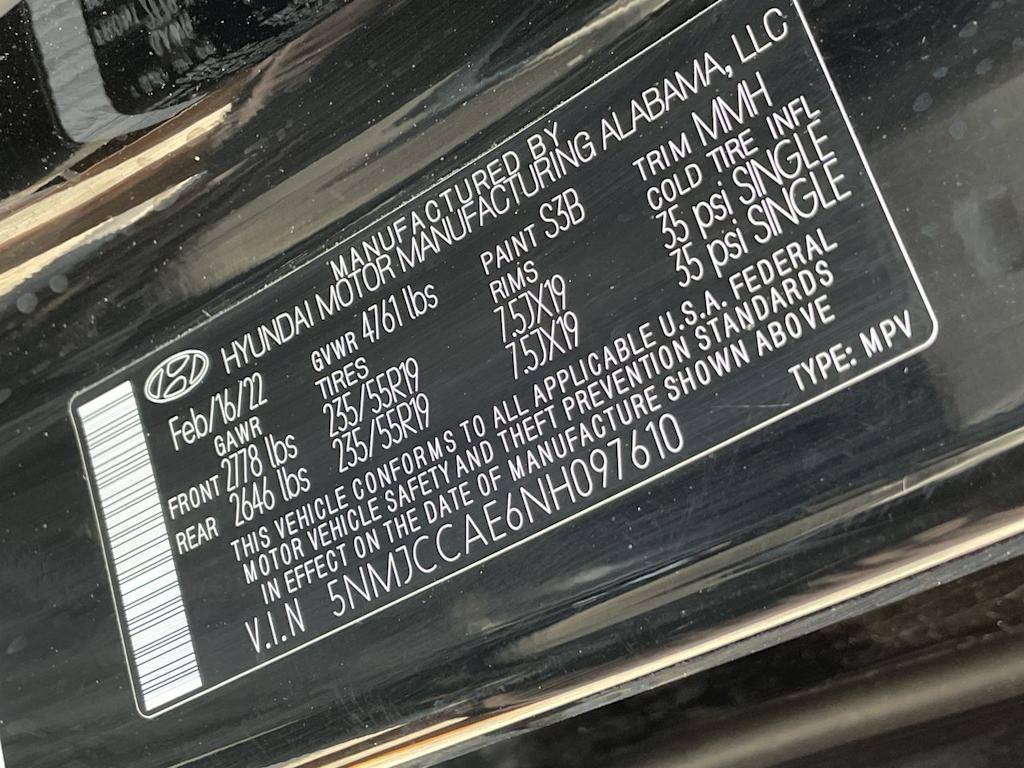 MANUFACTURED BY
HYUNDAI MOTOR MANUFACTURING ALABAMA, LLC
Feb/16/22 GVWR 4761 lbs PAINT S3B TRIM MMH
GAWR TIRES RIMS COLD TIRE INFL
FRONT 2778 lbs 235/55R19 7.5JX19 35 psi SINGLE
REAR 2646 lbs 235/55R19 7.5JX19 35 psi SINGLE
THIS VEHICLE CONFORMS TO ALL APPLICABLE U.S.A. FEDERAL
MOTOR VEHICLE SAFETY AND THEFT PREVENTION STANDARDS
IN EFFECT ON THE DATE OF MANUFACTURE SHOWN ABOVE
V.I.N 5NMJCCAE6NH097610 TYPE: MPV